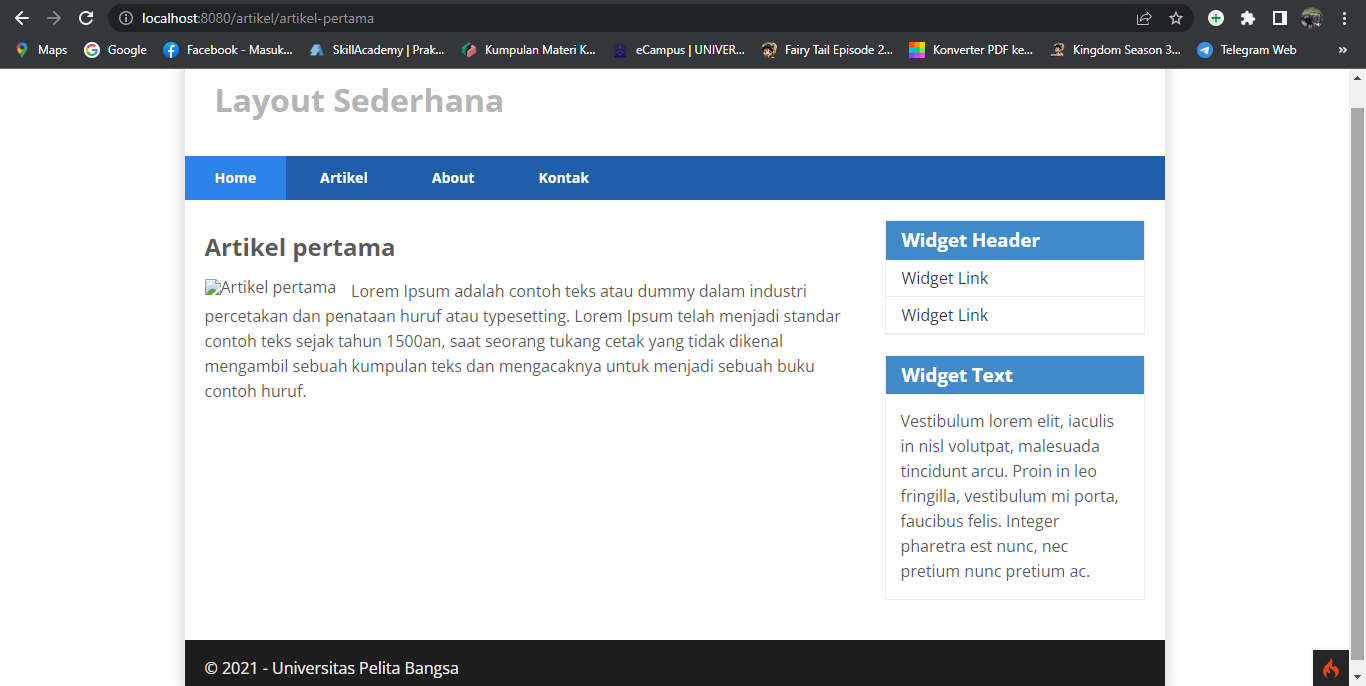 localhost:8080/artikel/artikel-pertama
Maps Google Facebook - Masuk... SkillAcademy | Prak... Kumpulan Materi K... eCampus | UNIVER... Fairy Tail Episode 2... Konverter PDF ke... Kingdom Season 3... Telegram Web »
Layout Sederhana
Home Artikel About Kontak
Artikel pertama
Artikel pertama Lorem Ipsum adalah contoh teks atau dummy dalam industri
percetakan dan penataan huruf atau typesetting. Lorem Ipsum telah menjadi standar
contoh teks sejak tahun 1500an, saat seorang tukang cetak yang tidak dikenal
mengambil sebuah kumpulan teks dan mengacaknya untuk menjadi sebuah buku
contoh huruf.
Widget Header
Widget Link
Widget Link
Widget Text
Vestibulum lorem elit, iaculis
in nisl volutpat, malesuada
tincidunt arcu. Proin in leo
fringilla, vestibulum mi porta,
faucibus felis. Integer
pharetra est nunc, nec
pretium nunc pretium ac.
© 2021 - Universitas Pelita Bangsa